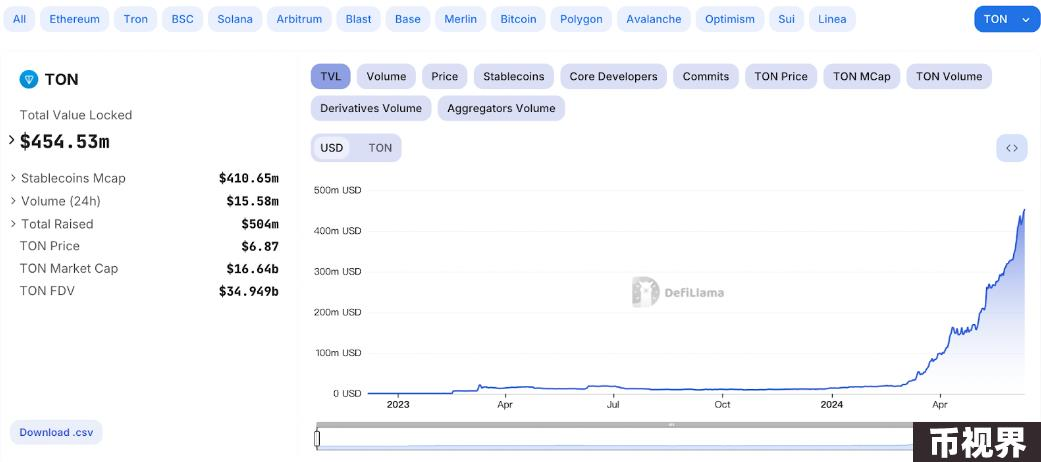 All Ethereum Tron BSC Solana Arbitrum Blast Base Merlin Bitcoin Polygon Avalanche Optimism Sui Linea TON
TON
Total Value Locked
$454.53m
Stablecoins Mcap $410.65m
Volume (24h) $15.58m
Total Raised $504m
TON Price $6.87
TON Market Cap $16.64b
TON FDV $34.949b
Download .csv
TVL Volume Price Stablecoins Core Developers Commits TON Price TON MCap TON Volume
Derivatives Volume Aggregators Volume
USD TON
500m USD
400m USD
300m USD
200m USD
100m USD
0 USD
DefiLlama
2023 Apr Jul Oct 2024 Apr
币视界